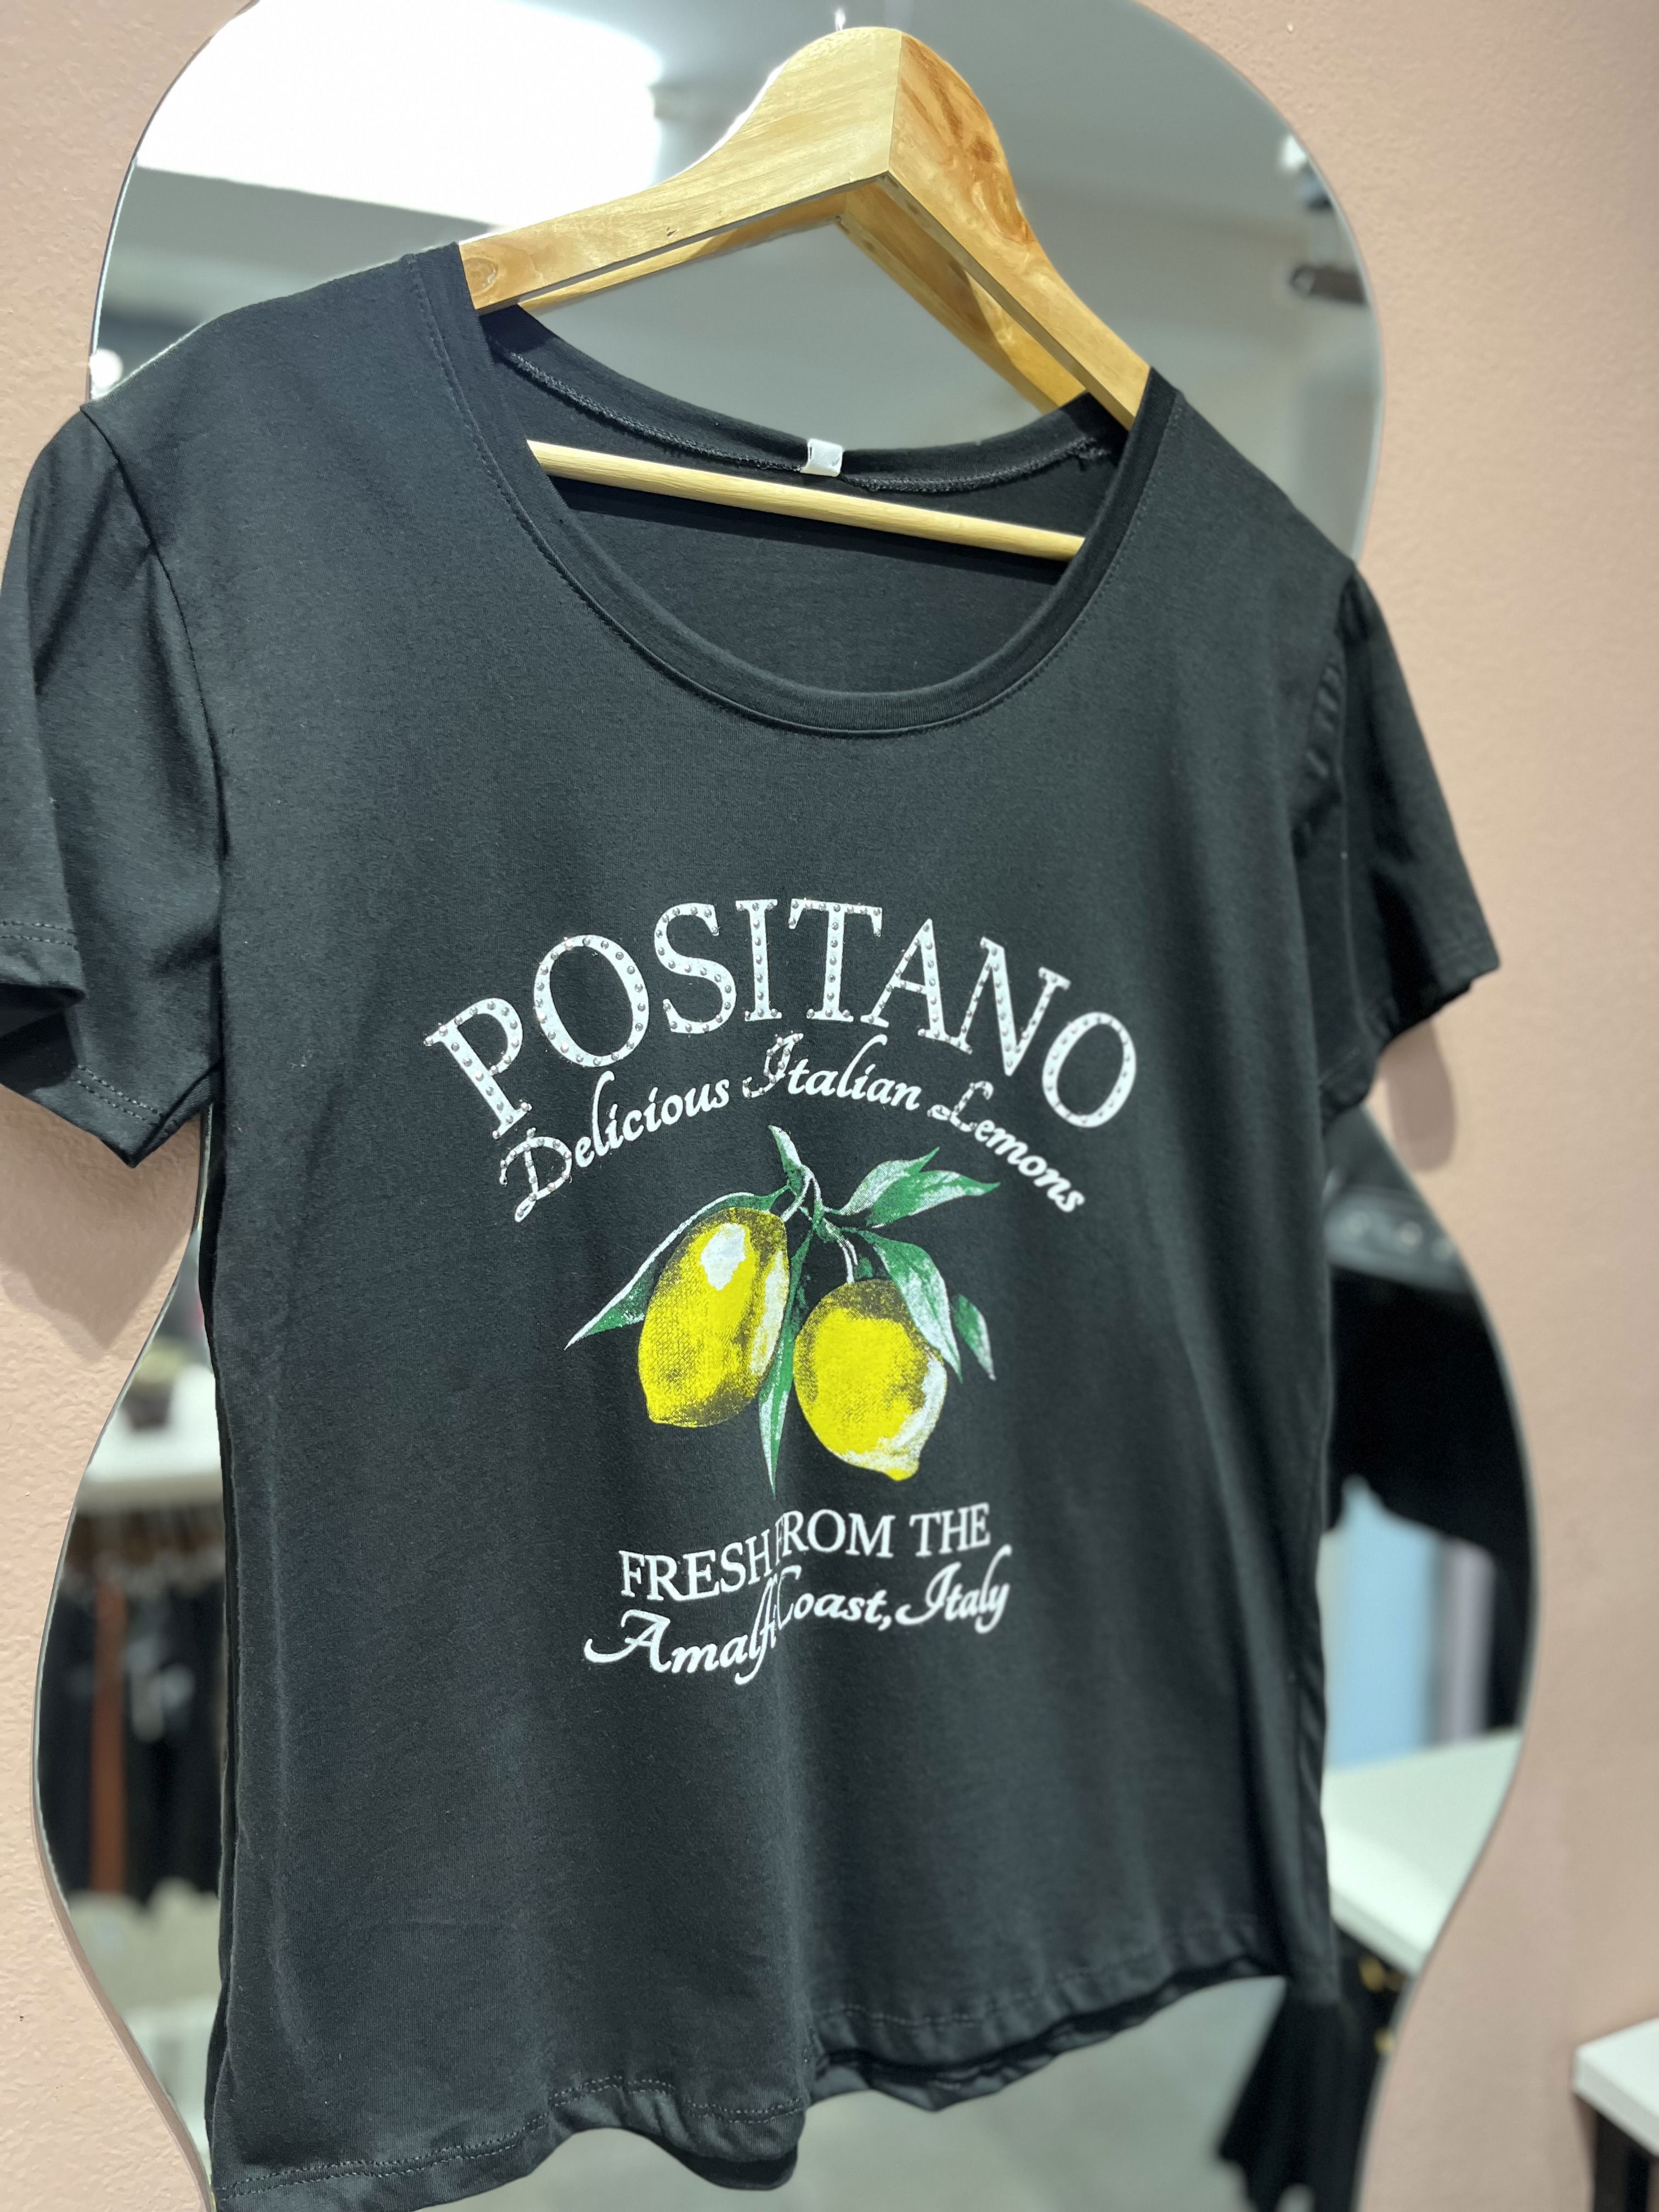 POSITANO
Delicious Italian Lemons
FRESH FROM THE
Amalfi Coast, Italy